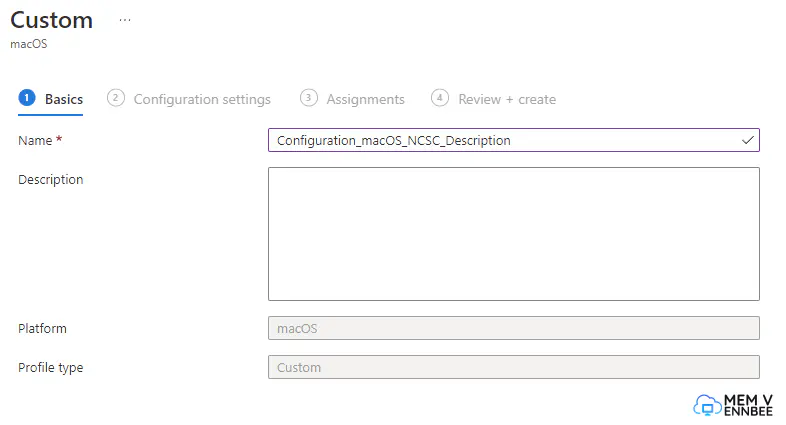 Custom ...
macOS
1 Basics 2 Configuration settings 3 Assignments 4 Review + create
Name * Configuration_macOS_NCSC_Description
Description
Platform macOS
Profile type Custom
MEM V
ENNBEE